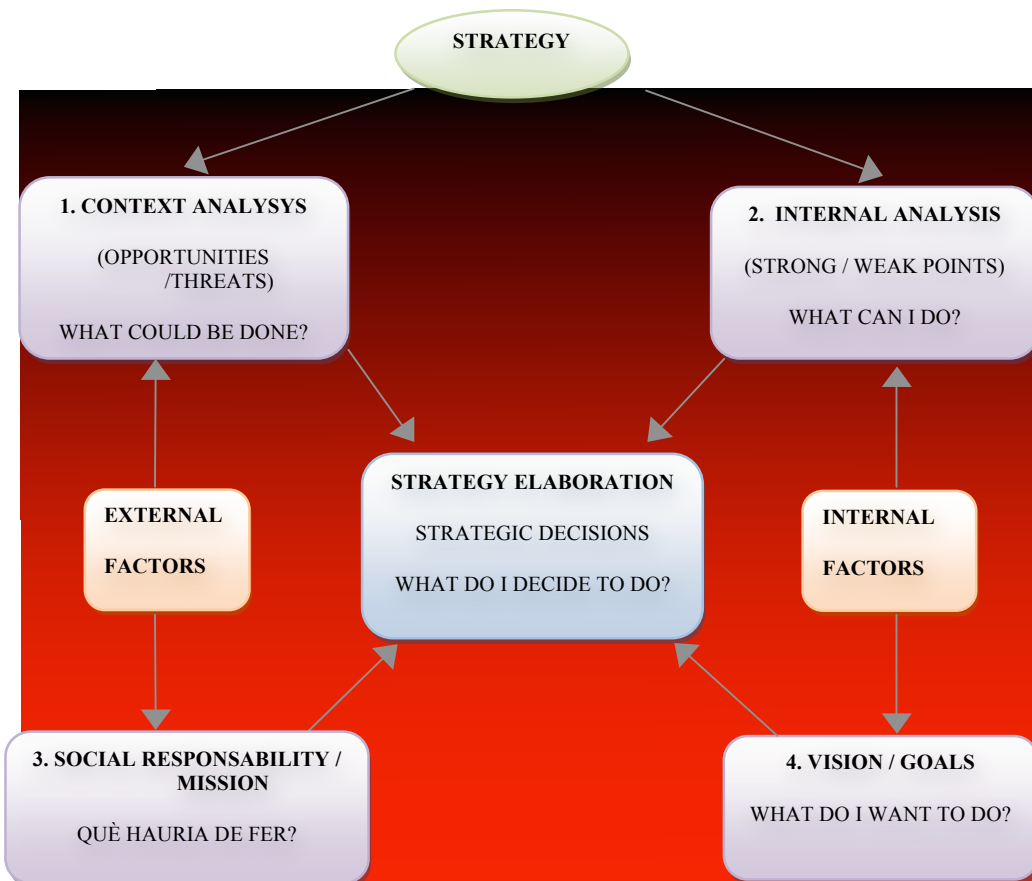 STRATEGY
1. CONTEXT ANALYSYS
(OPPORTUNITIES
/THREATS)
WHAT COULD BE DONE?
2. INTERNAL ANALYSIS
(STRONG / WEAK POINTS)
WHAT CAN I DO?
STRATEGY ELABORATION
STRATEGIC DECISIONS
WHAT DO I DECIDE TO DO?
EXTERNAL
FACTORS
INTERNAL
FACTORS
3. SOCIAL RESPONSABILITY /
MISSION
QUÈ HAURIA DE FER?
4. VISION / GOALS
WHAT DO I WANT TO DO?